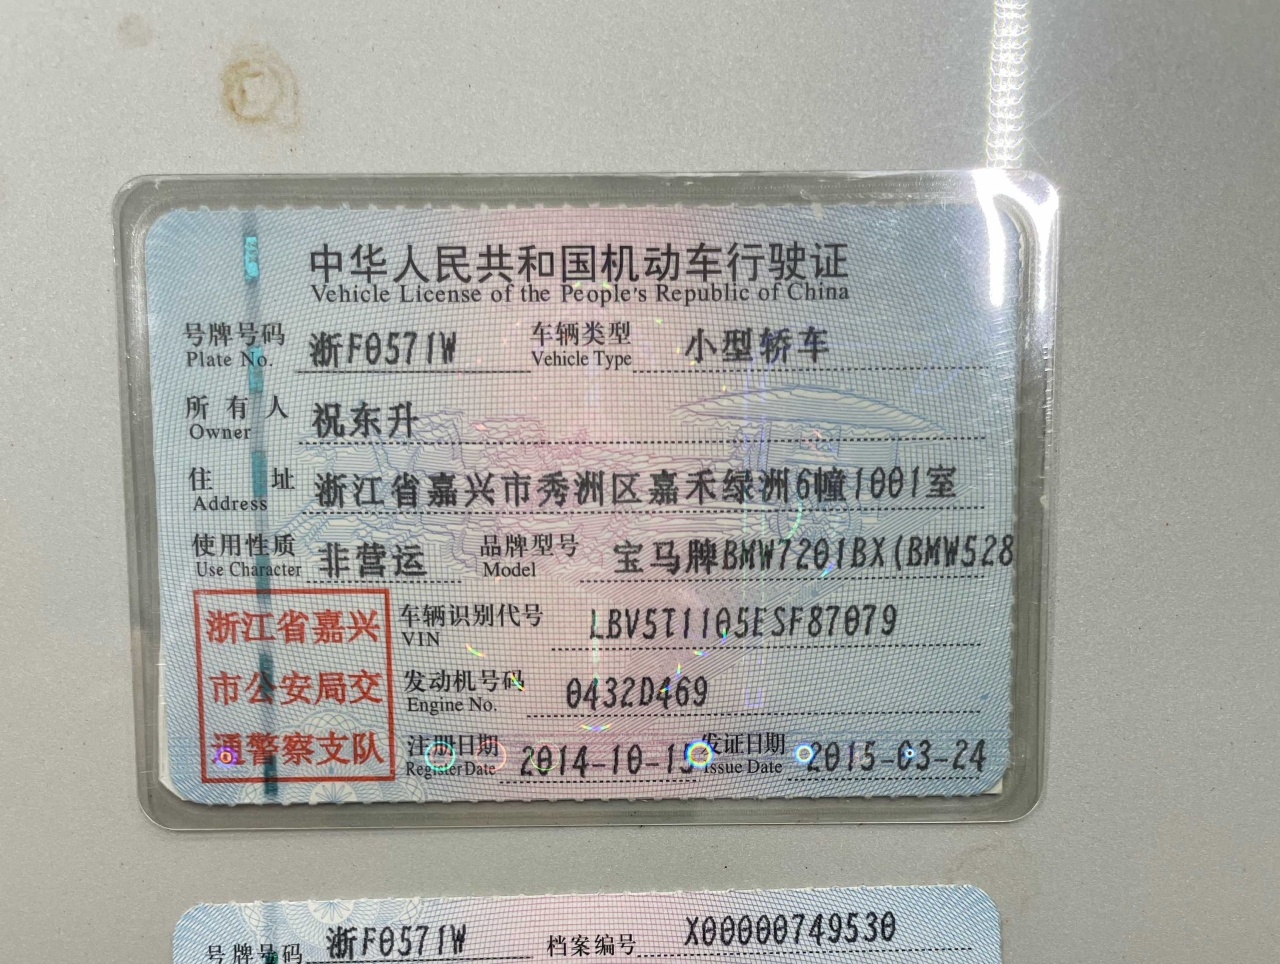 中华人民共和国机动车行驶证
Vehicle License of the People's Republic of China
号牌号码 浙F0571W 车辆类型 小型轿车
Plate No. Vehicle Type
所有人 祝东升
Owner
住址 浙江省嘉兴市秀洲区嘉禾绿洲6幢1001室
Address
使用性质 非营运 品牌型号 宝马牌BMW7201BX(BMW528
Use Character Model
浙江省嘉兴
市公安局交
通警察支队
车辆识别代号 LBV5T1105ESF87079
VIN
发动机号码 0432D469
Engine No.
注册日期 2014-10-15 发证日期 2015-03-24
Register Date Issue Date
号牌号码 浙F0571W 档案编号 X00000749530